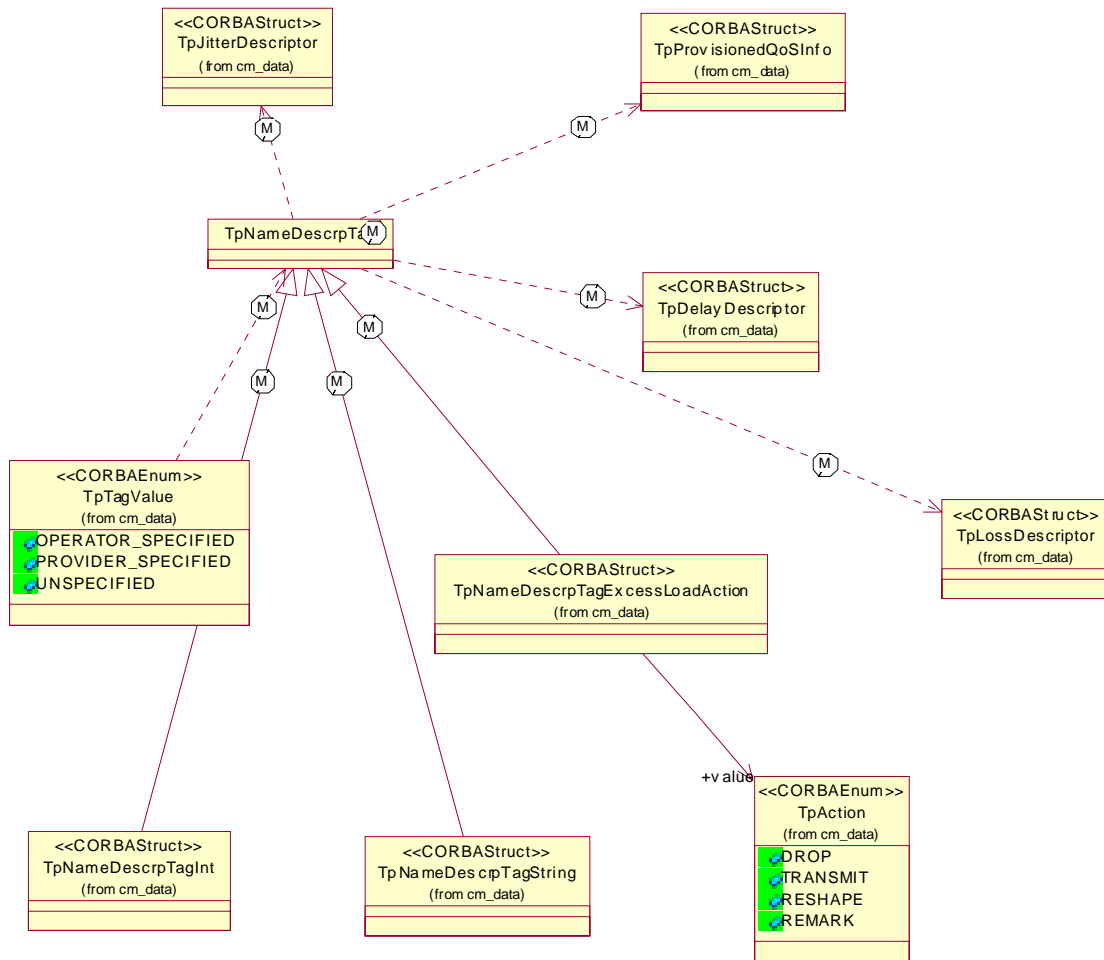 <<CORBAStruct>>
TpJitterDescriptor
(from cm_data)
<<CORBAStruct>>
TpProvisionedQoSInfo
(from cm_data)
M
M
TpNameDescrpTa
M
<<CORBAStruct>>
TpDelayDescriptor
(from cm_data)
M
M
M
M
M
M
<<CORBAEnum>>
TpTagValue
(from cm_data)
OPERATOR_SPECIFIED
PROVIDER_SPECIFIED
UNSPECIFIED
<<CORBAStruct>>
TpLossDescriptor
(from cm_data)
<<CORBAStruct>>
TpNameDescrpTagExcessLoadAction
(from cm_data)
+value
<<CORBAEnum>>
TpAction
(from cm_data)
DROP
TRANSMIT
RESHAPE
REMARK
<<CORBAStruct>>
TpNameDescrpTagInt
(from cm_data)
<<CORBAStruct>>
TpNameDescrpTagString
(from cm_data)